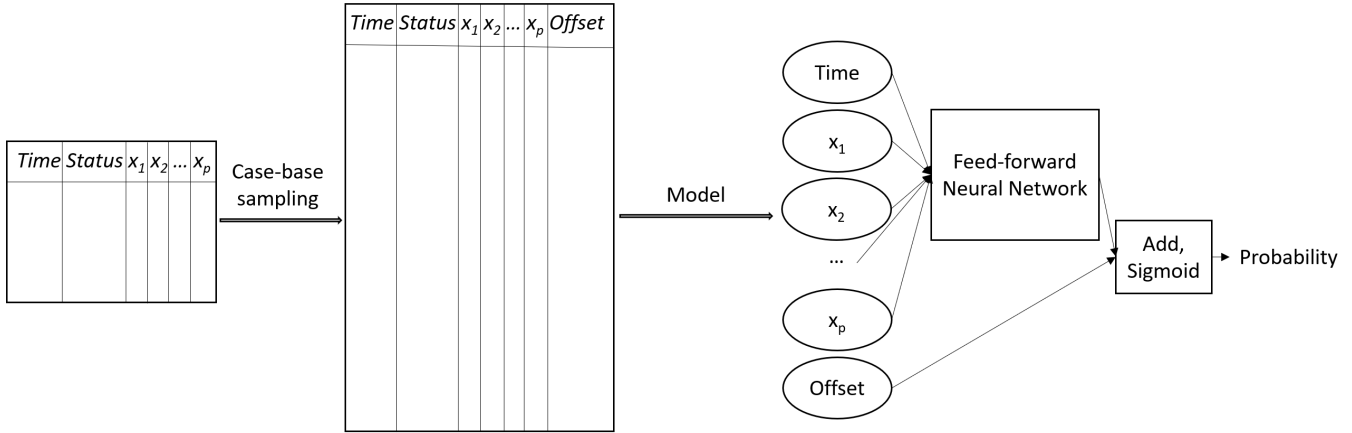 Time Status x1 x2 ... xp
Case-base
sampling
Time Status x1 x2 ... xp Offset
Model
Time
x1
x2
...
xp
Offset
Feed-forward
Neural Network
Add,
Sigmoid
Probability